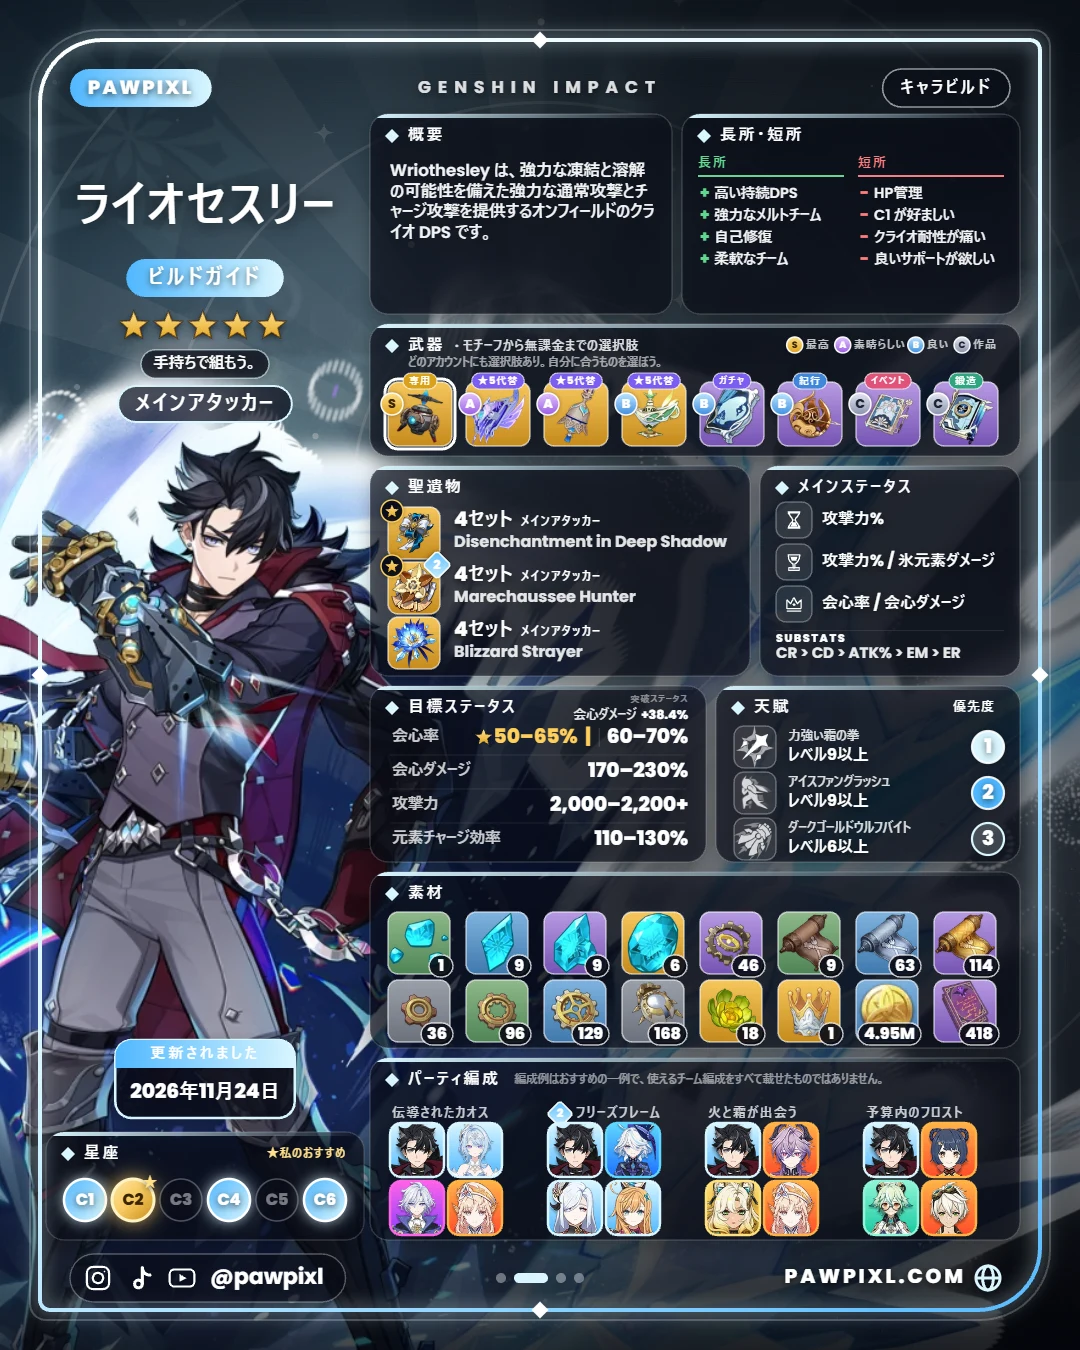 PAWPIXL
GENSHIN IMPACT
キャラビルド
ライオセスリー
ビルドガイド
手持ちで組もう。
メインアタッカー
概要
Wriothesley は、強力な凍結と溶解
の可能性を備えた強力な通常攻撃とチ
ャージ攻撃を提供するオンフィールドのクラ
イオ DPS です。
長所・短所
長所
+ 高い持続DPS
+ 強力なメルトチーム
+ 自己修復
+ 柔軟なチーム
短所
- HP管理
- C1 が好ましい
- クライオ耐性が痛い
- 良いサポートが欲しい
武器 ・モチーフから無課金までの選択肢
S 最高 A 素晴らしい B 良い C 作品
どのアカウントにも選択肢あり。自分に合うものを選ぼう。
専用 ★5代替 ★5代替 ★5代替 ガチャ 紀行 イベント 鍛造
S A A B B B C C
聖遺物
4セット メインアタッカー
Disenchantment in Deep Shadow
2
4セット メインアタッカー
Marechaussee Hunter
4セット メインアタッカー
Blizzard Strayer
メインステータス
攻撃力%
攻撃力% / 氷元素ダメージ
会心率 / 会心ダメージ
SUBSTATS
CR > CD > ATK% > EM > ER
目標ステータス
突破ステータス
会心ダメージ +38.4%
会心率 ★50–65% | 60–70%
会心ダメージ 170–230%
攻撃力 2,000–2,200+
元素チャージ効率 110–130%
天賦 優先度
力強い霜の拳
レベル9以上 1
アイスファングラッシュ
レベル9以上 2
ダークゴールドウルフバイト
レベル6以上 3
素材
1 9 9 6 46 9 63 114
36 96 129 168 18 1 4.95M 418
更新されました
2026年11月24日
星座 ★私のおすすめ
C1 C2 C3 C4 C5 C6
パーティ編成 編成例はおすすめの一例で、使えるチーム編成をすべて載せたものではありません。
伝導されたカオス
2 フリーズフレーム
火と霜が出会う
予算内のフロスト
@pawpixl
PAWPIXL.COM